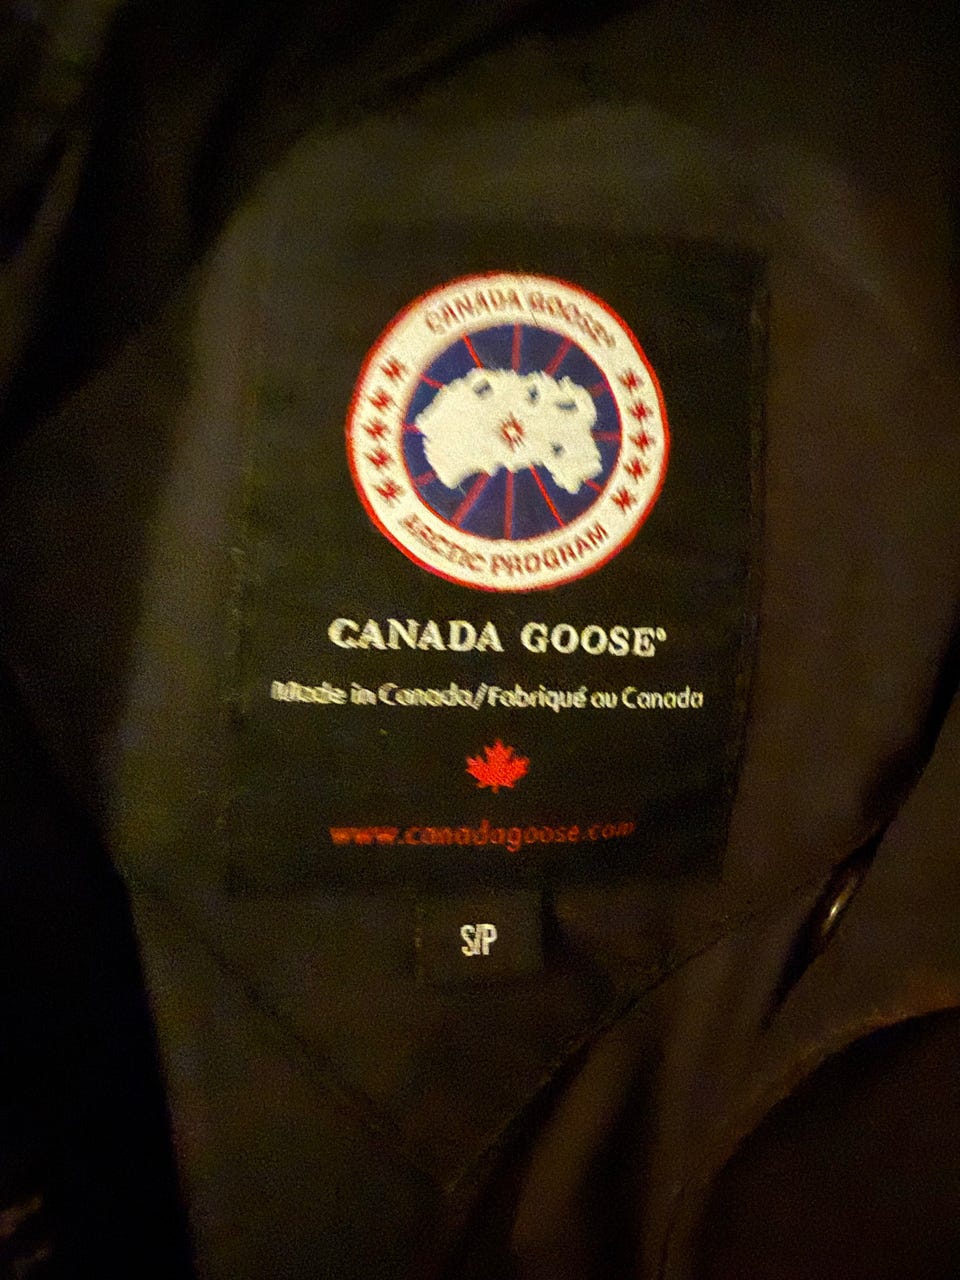 CANADA GOOSE®
ARCTIC PROGRAM
CANADA GOOSE®
Made in Canada/Fabriqué au Canada
www.canadagoose.com
S/P